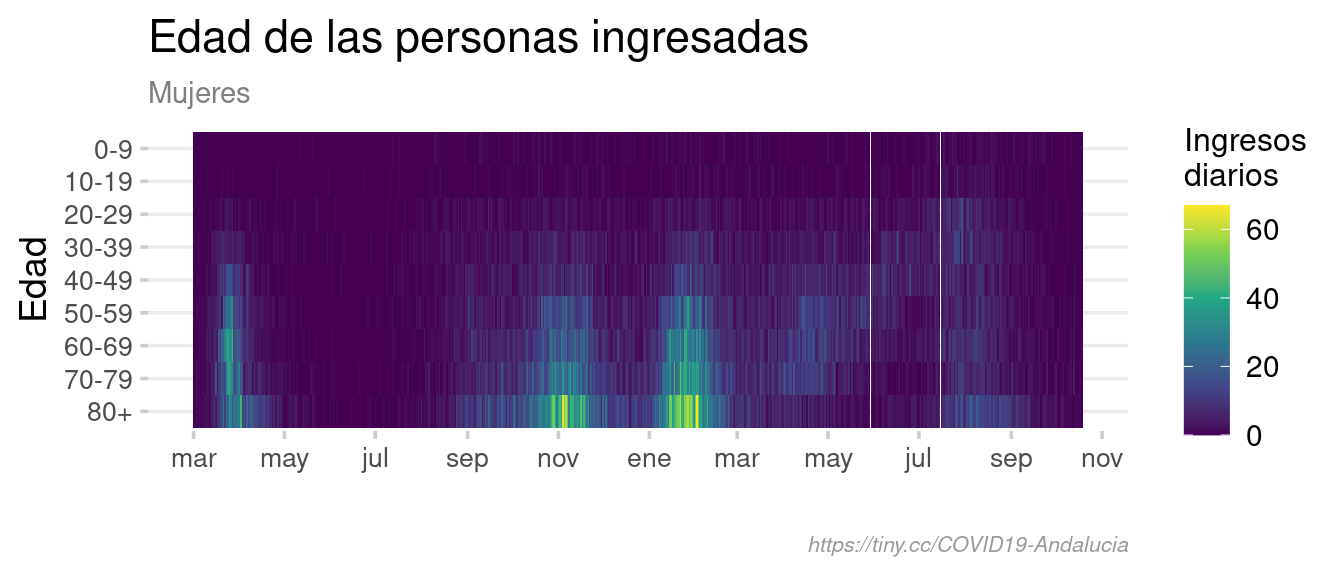 Edad de las personas ingresadas
Mujeres
Edad
0-9
10-19
20-29
30-39
40-49
50-59
60-69
70-79
80+
mar may jul sep nov ene mar may jul sep nov
Ingresos
diarios
60
40
20
0
https://tiny.cc/COVID19-Andalucia